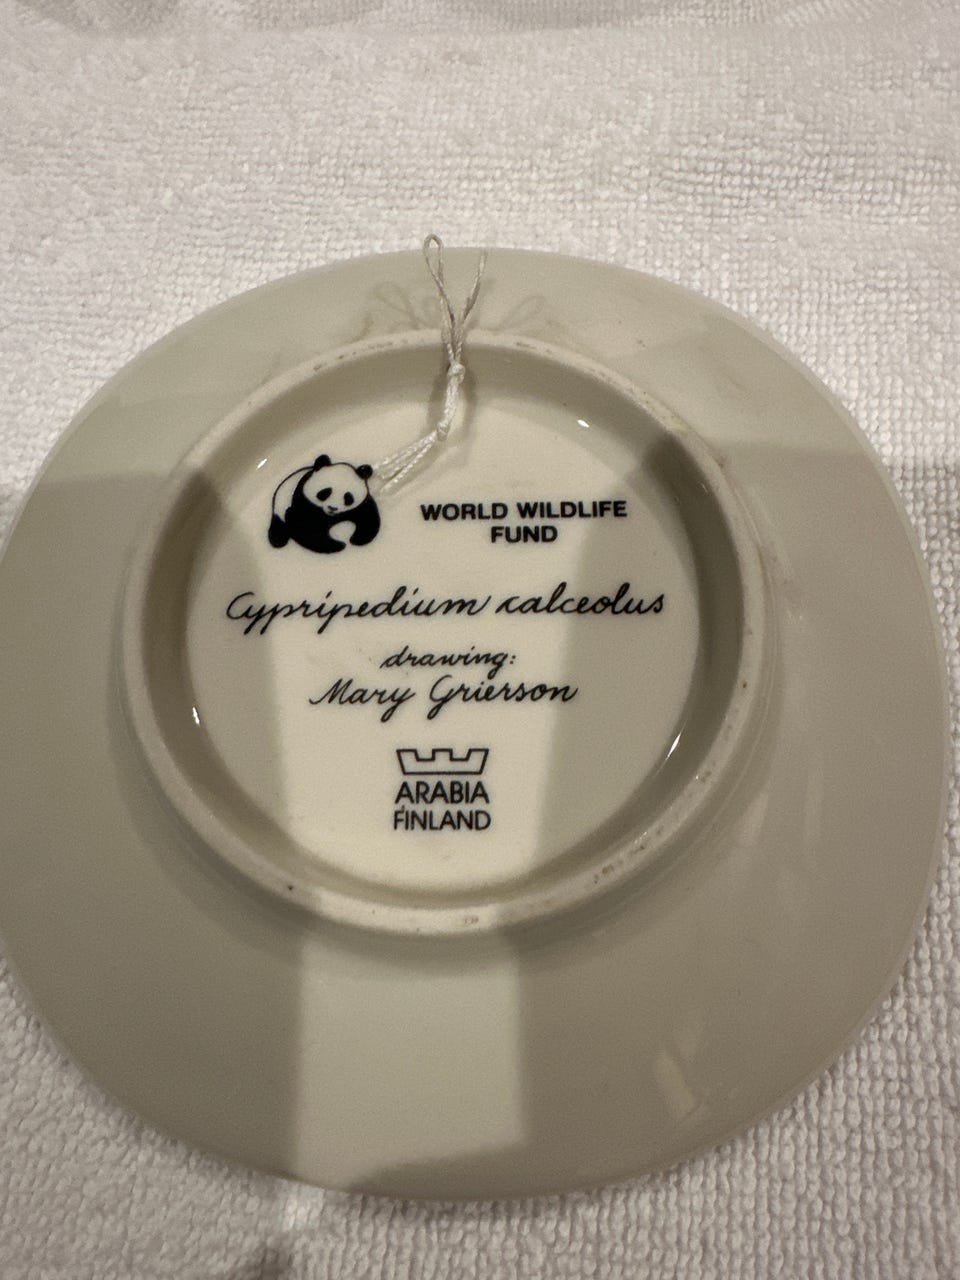 WORLD WILDLIFE
FUND
Cypripedium calceolus
drawing:
Mary Grierson
ARABIA
FINLAND